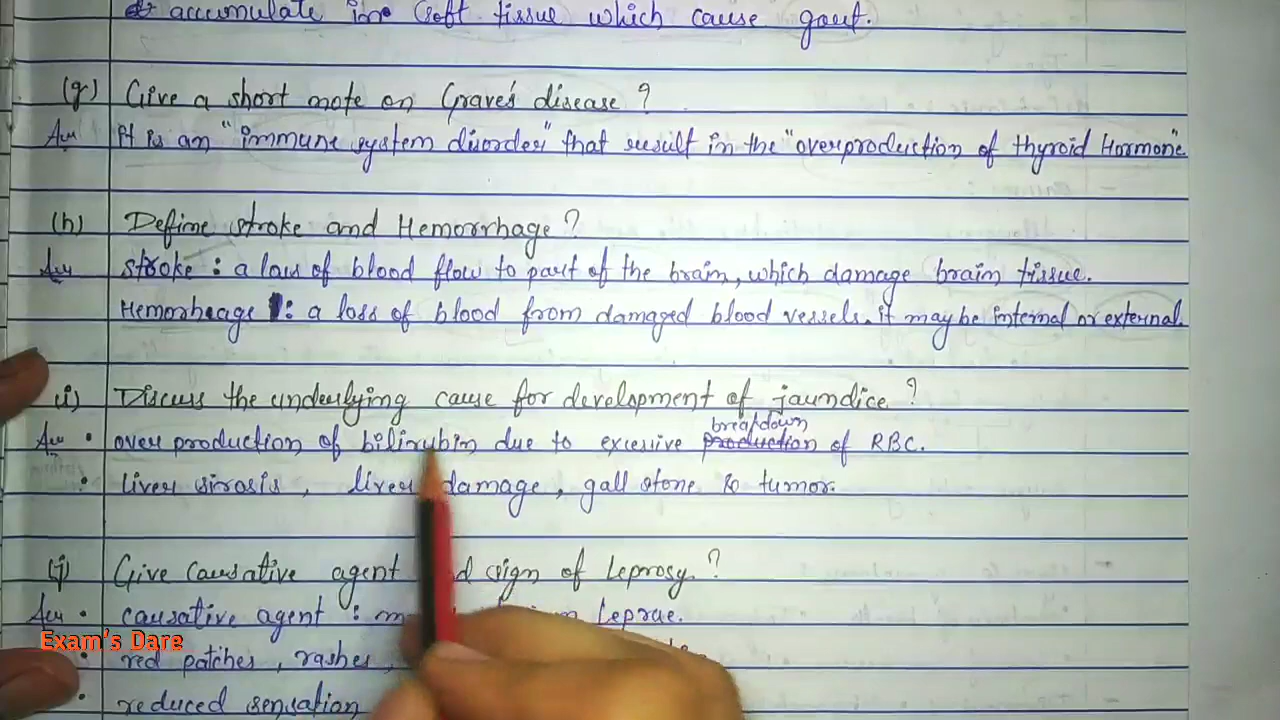 accumulate in Soft tissue which cause gout.
(g) Give a short note on Grave's disease ?
Ans It is an "immune system disorder" that result in the "overproduction of thyroid Hormone"
(h) Define stroke and Hemorrhage ?
Ans stroke : a loss of blood flow to part of the brain, which damage brain tissue.
Hemorrheage : a loss of blood from damaged blood vessels. it may be internal or external.
(i) Discuss the underlying cause for development of jaundice ?
breakdown
Ans • over production of bilirubin due to excessive production of RBC.
• liver sirosis, liver damage, gall stone & tumor.
(j) Give causative agent sign of Leprosy ?
Ans • causative agent : Leprae.
Exam's Dare
• red patches, rashes,
• reduced sensation